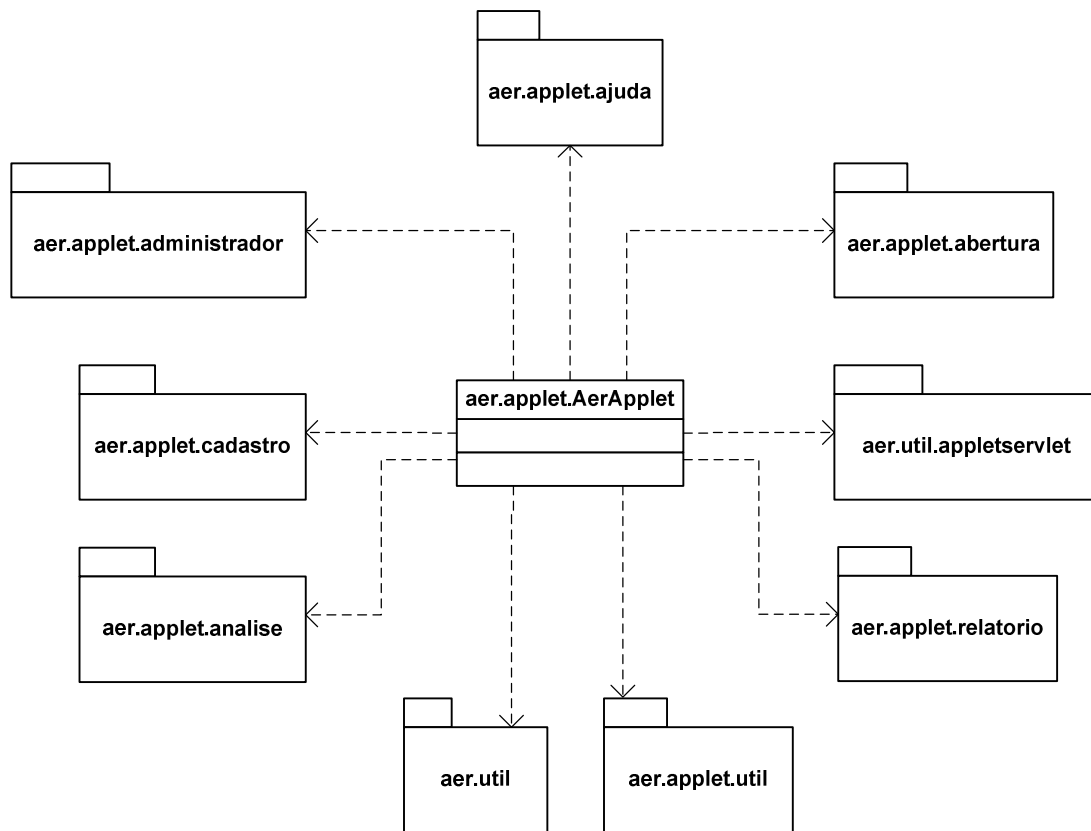 aer.applet.ajuda
aer.applet.administrador
aer.applet.abertura
aer.applet.AerApplet
aer.applet.cadastro
aer.util.appletservlet
aer.applet.analise
aer.applet.relatorio
aer.util
aer.applet.util